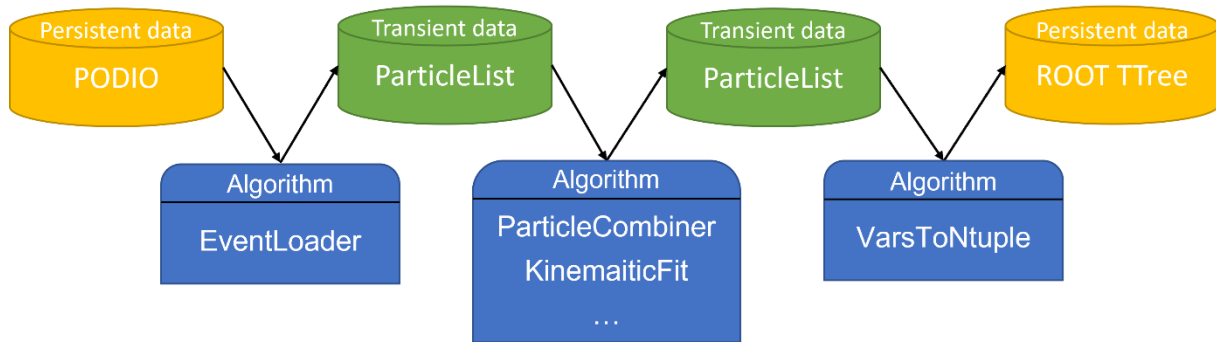 Persistent data
PODIO
Transient data
ParticleList
Transient data
ParticleList
Persistent data
ROOT TTree
Algorithm
EventLoader
Algorithm
ParticleCombiner
KinemaiticFit
...
Algorithm
VarsToNtuple